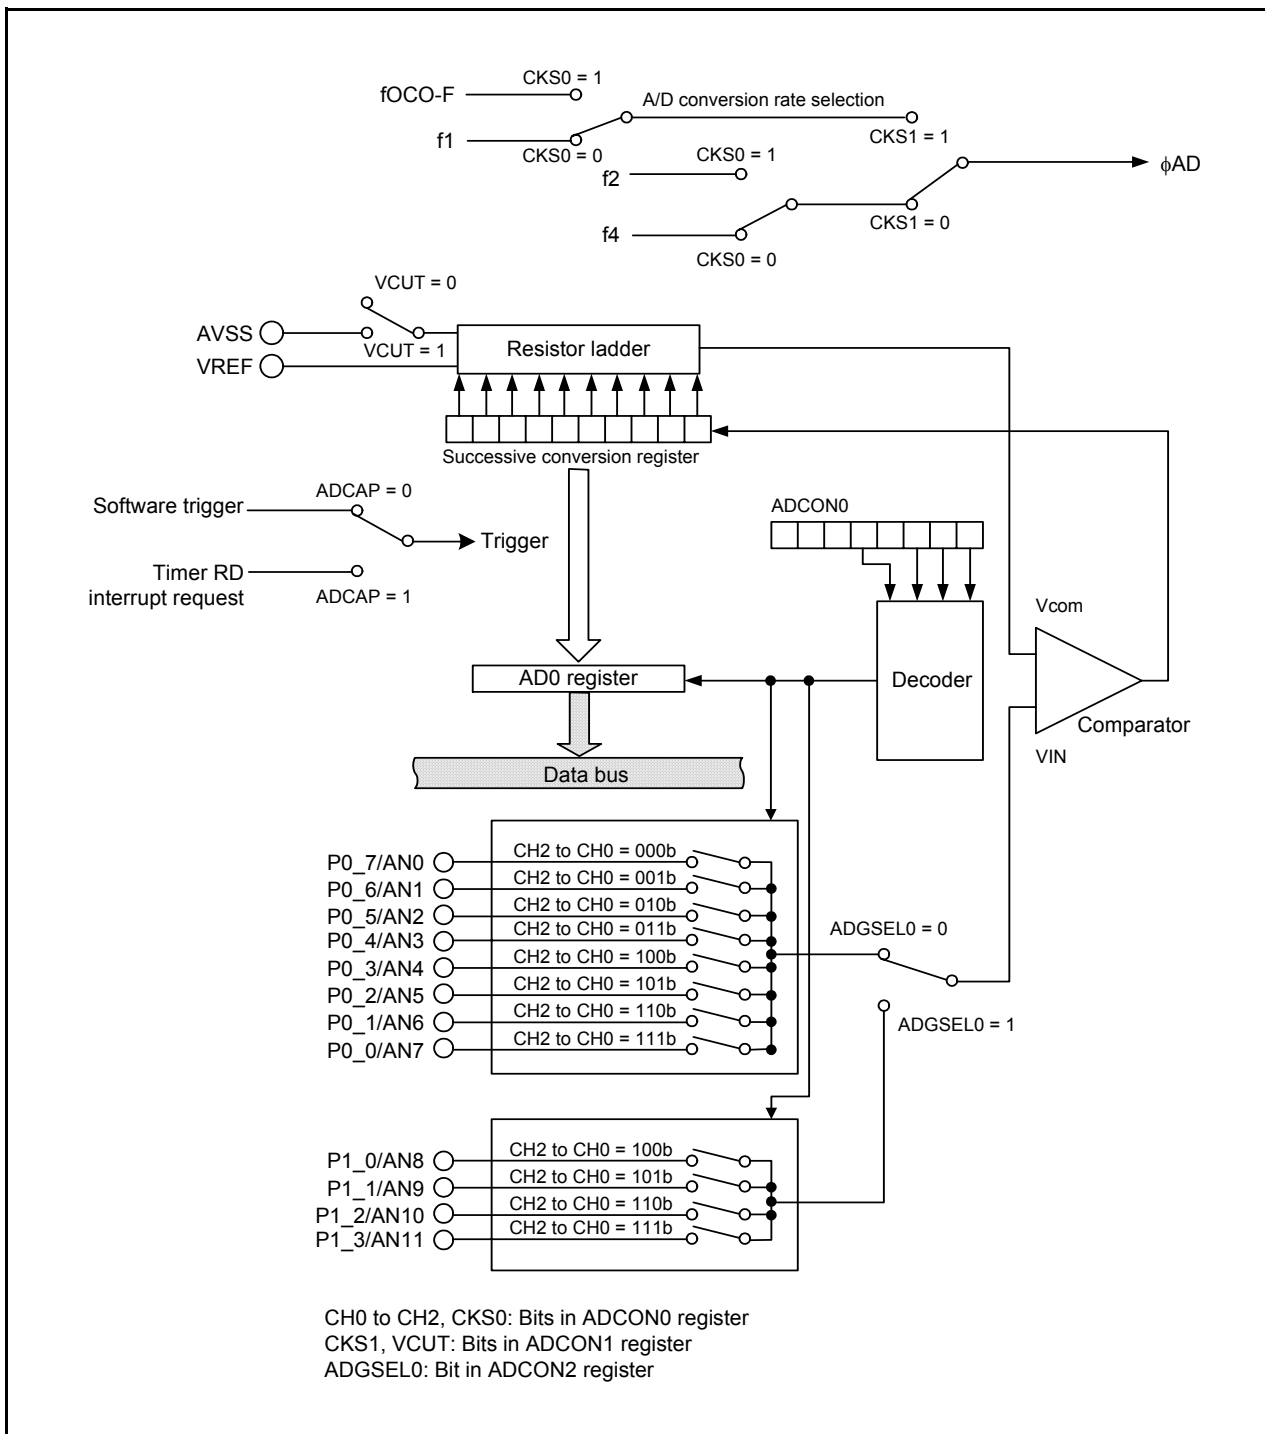 CKS0 = 1
fOCO-F
A/D conversion rate selection
f1
CKS0 = 0
CKS1 = 1
CKS0 = 1
f2
ϕAD
f4
CKS1 = 0
CKS0 = 0
VCUT = 0
AVSS
VCUT = 1
VREF
Resistor ladder
Successive conversion register
ADCAP = 0
Software trigger
Trigger
Timer RD
interrupt request
ADCAP = 1
ADCON0
Vcom
Decoder
Comparator
VIN
AD0 register
Data bus
P0_7/AN0 CH2 to CH0 = 000b
P0_6/AN1 CH2 to CH0 = 001b
P0_5/AN2 CH2 to CH0 = 010b
P0_4/AN3 CH2 to CH0 = 011b
P0_3/AN4 CH2 to CH0 = 100b
P0_2/AN5 CH2 to CH0 = 101b
P0_1/AN6 CH2 to CH0 = 110b
P0_0/AN7 CH2 to CH0 = 111b
ADGSEL0 = 0
ADGSEL0 = 1
P1_0/AN8 CH2 to CH0 = 100b
P1_1/AN9 CH2 to CH0 = 101b
P1_2/AN10 CH2 to CH0 = 110b
P1_3/AN11 CH2 to CH0 = 111b
CH0 to CH2, CKS0: Bits in ADCON0 register
CKS1, VCUT: Bits in ADCON1 register
ADGSEL0: Bit in ADCON2 register